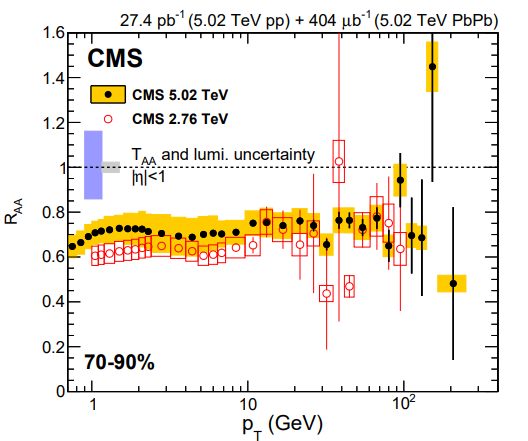 27.4 pb⁻¹ (5.02 TeV pp) + 404 μb⁻¹ (5.02 TeV PbPb)
CMS
CMS 5.02 TeV
CMS 2.76 TeV
T_AA and lumi. uncertainty
|η|<1
70-90%
R_AA
1.6
1.4
1.2
1
0.8
0.6
0.4
0.2
0
1
10
10²
p_T (GeV)